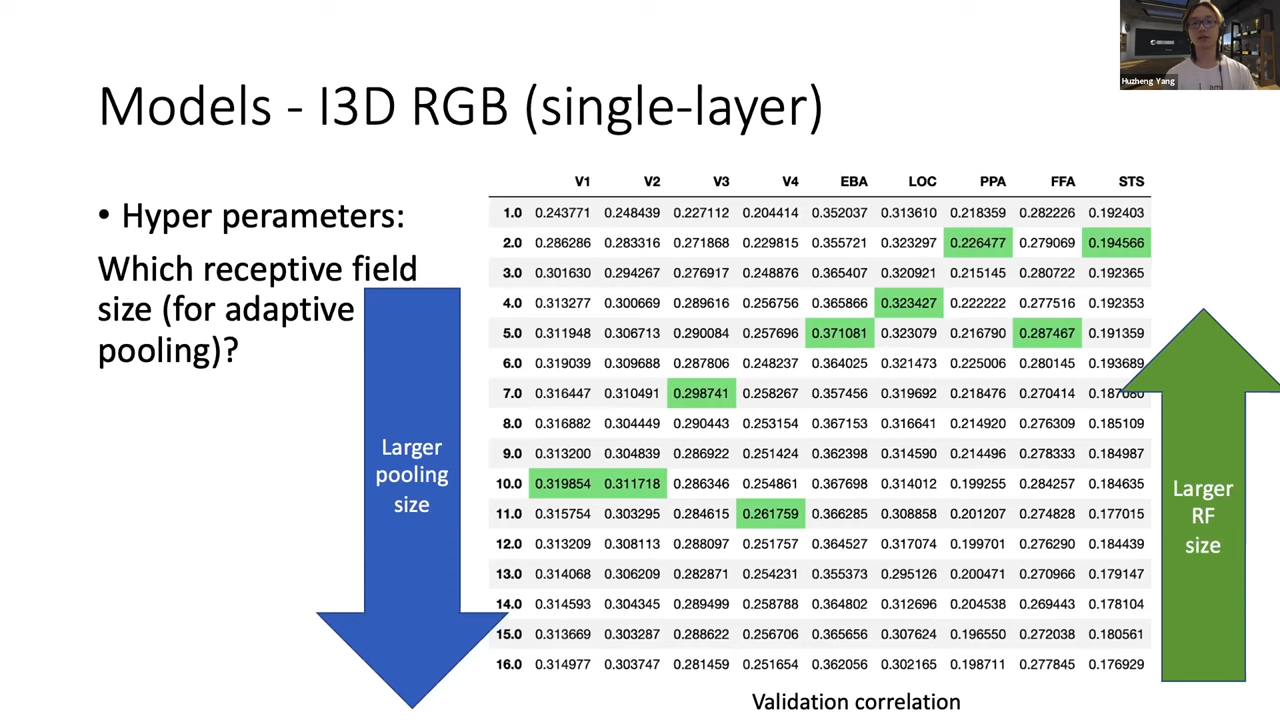 Huzheng Yang
I am
Models - I3D RGB (single-layer)
• Hyper perameters:
Which receptive field
size (for adaptive
pooling)?
Larger
pooling
size
V1 V2 V3 V4 EBA LOC PPA FFA STS
1.0 0.243771 0.248439 0.227112 0.204414 0.352037 0.313610 0.218359 0.282226 0.192403
2.0 0.286286 0.283316 0.271868 0.229815 0.355721 0.323297 0.226477 0.279069 0.194566
3.0 0.301630 0.294267 0.276917 0.248876 0.365407 0.320921 0.215145 0.280722 0.192365
4.0 0.313277 0.300669 0.289616 0.256756 0.365866 0.323427 0.222222 0.277516 0.192353
5.0 0.311948 0.306713 0.290084 0.257696 0.371081 0.323079 0.216790 0.287467 0.191359
6.0 0.319039 0.309688 0.287806 0.248237 0.364025 0.321473 0.225006 0.280145 0.193689
7.0 0.316447 0.310491 0.298741 0.258267 0.357456 0.319692 0.218476 0.270414 0.187080
8.0 0.316882 0.304449 0.290443 0.253154 0.367153 0.316641 0.214920 0.276309 0.185109
9.0 0.313200 0.304839 0.286922 0.251424 0.362398 0.314590 0.214496 0.278333 0.184987
10.0 0.319854 0.311718 0.286346 0.254861 0.367698 0.314012 0.199255 0.284257 0.184635
11.0 0.315754 0.303295 0.284615 0.261759 0.366285 0.308858 0.201207 0.274828 0.177015
12.0 0.313209 0.308113 0.288097 0.251757 0.364527 0.317074 0.199701 0.276290 0.184439
13.0 0.314068 0.306209 0.282871 0.254231 0.355373 0.295126 0.200471 0.270966 0.179147
14.0 0.314593 0.304345 0.289499 0.258788 0.364802 0.312696 0.204538 0.269443 0.178104
15.0 0.313669 0.303287 0.288622 0.256706 0.365656 0.307624 0.196550 0.272038 0.180561
16.0 0.314977 0.303747 0.281459 0.251654 0.362056 0.302165 0.198711 0.277845 0.176929
Larger
RF
size
Validation correlation